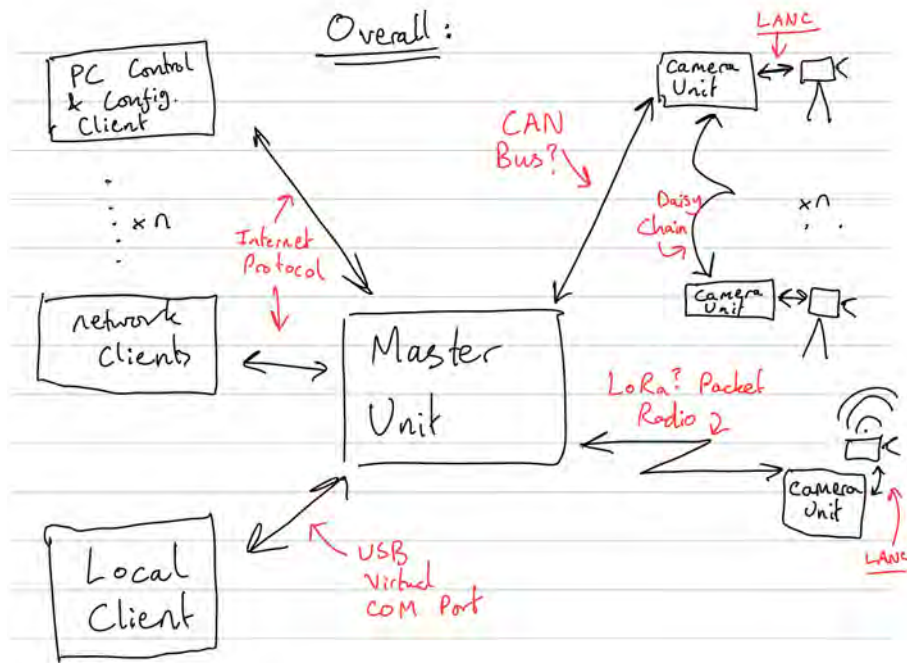 Overall :
PC Control
& Config.
Client
x n
network
Clients
Internet
Protocol
Master
Unit
Local
Client
USB
Virtual
COM Port
CAN
Bus?
Camera
Unit
LANC
Daisy
Chain
x n
Camera
Unit
LoRa? Packet
Radio
Camera
Unit
LANC